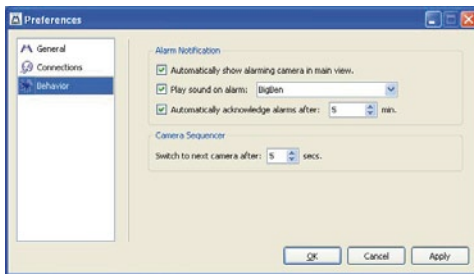 Preferences
General
Connections
Behavior
Alarm Notification
Automatically show alarming camera in main view.
Play sound on alarm: BigBen
Automatically acknowledge alarms after: 5 min.
Camera Sequencer
Switch to next camera after: 5 secs.
OK Cancel Apply